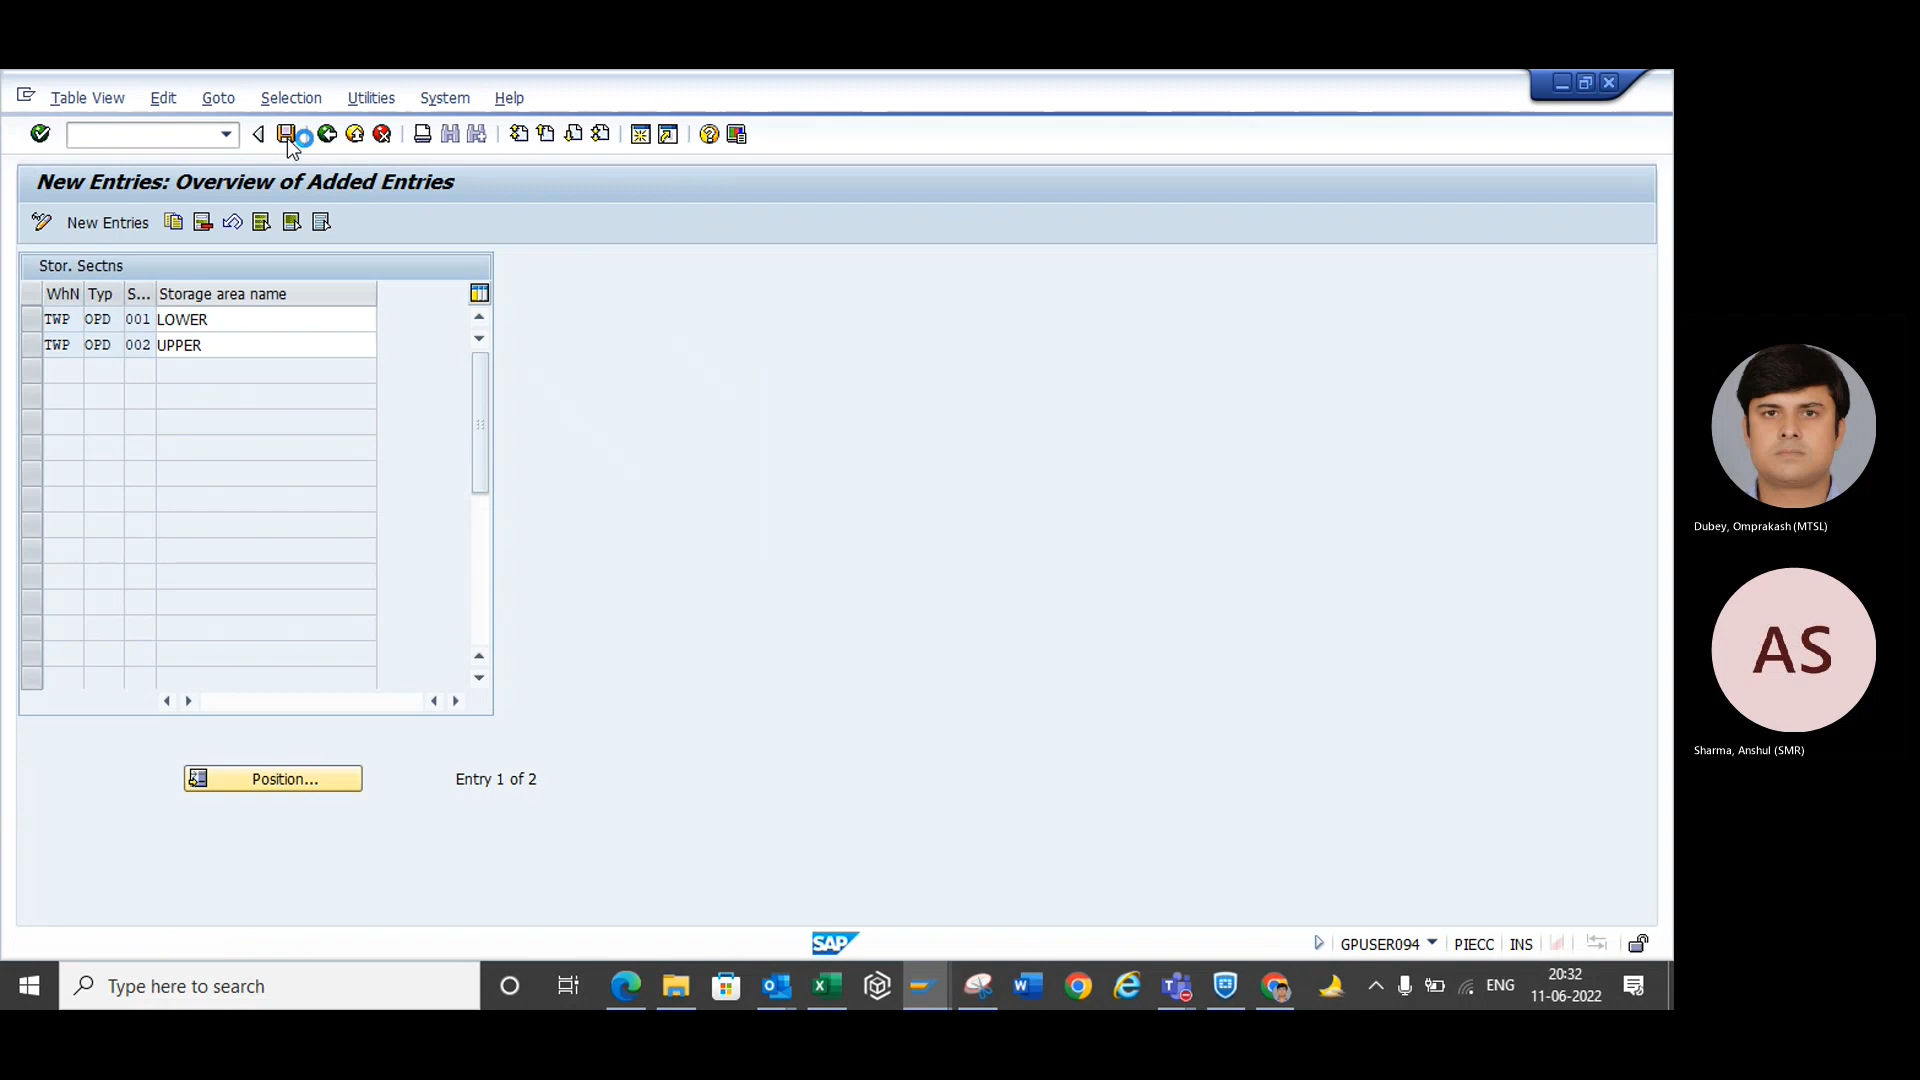 Table View Edit Goto Selection Utilities System Help
New Entries: Overview of Added Entries
New Entries
Stor. Sectns
WhN Typ S... Storage area name
TWP OPD 001 LOWER
TWP OPD 002 UPPER
Position... Entry 1 of 2
SAP
GPUSER094 PIECC INS
Type here to search
ENG
20:32
11-06-2022
Dubey, Omprakash (MTSL)
AS
Sharma, Anshul (SMR)